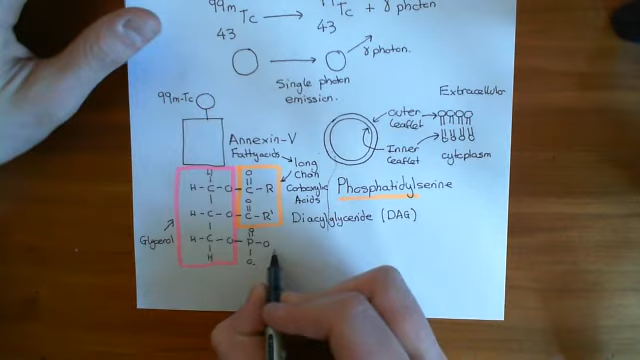 99m Tc → 99 Tc + γ photon
43 43
γ photon.
Single photon
emission.
99m-Tc
Annexin-V
Outer
leaflet
Extracellular
Inner
leaflet
cytoplasm
Fatty acids
long
Chain
Carboxylic
Acids
Phosphatidylserine
Diacylglyceride (DAG)
Glycerol
H
H-C-O-C-R
O
H-C-O-C-R'
O
H-C-O-P-O
O
H O-